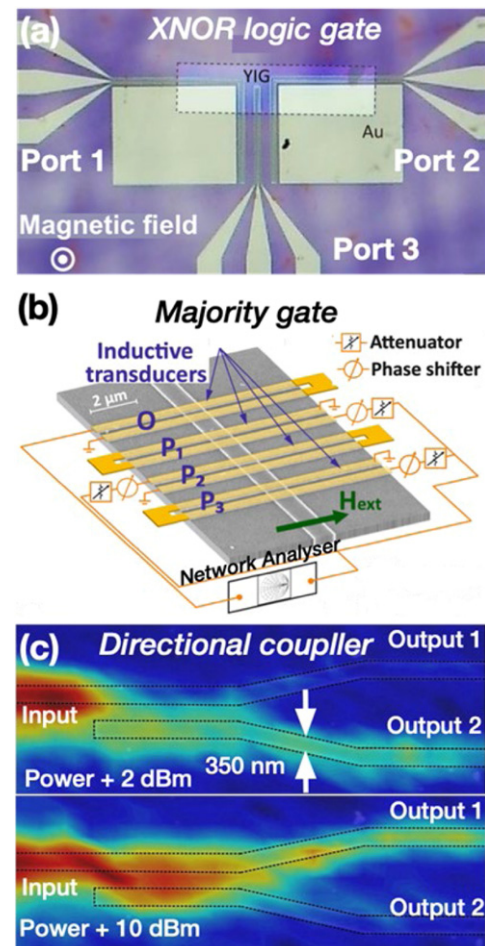 (a) XNOR logic gate
YIG
Au
Port 1
Port 2
Magnetic field
Port 3
(b) Majority gate
Inductive
transducers
Attenuator
Phase shifter
2 μm
O
P1
P2
P3
Hext
Network Analyser
(c) Directional coupller
Output 1
Input
Output 2
350 nm
Power + 2 dBm
Output 1
Input
Output 2
Power + 10 dBm